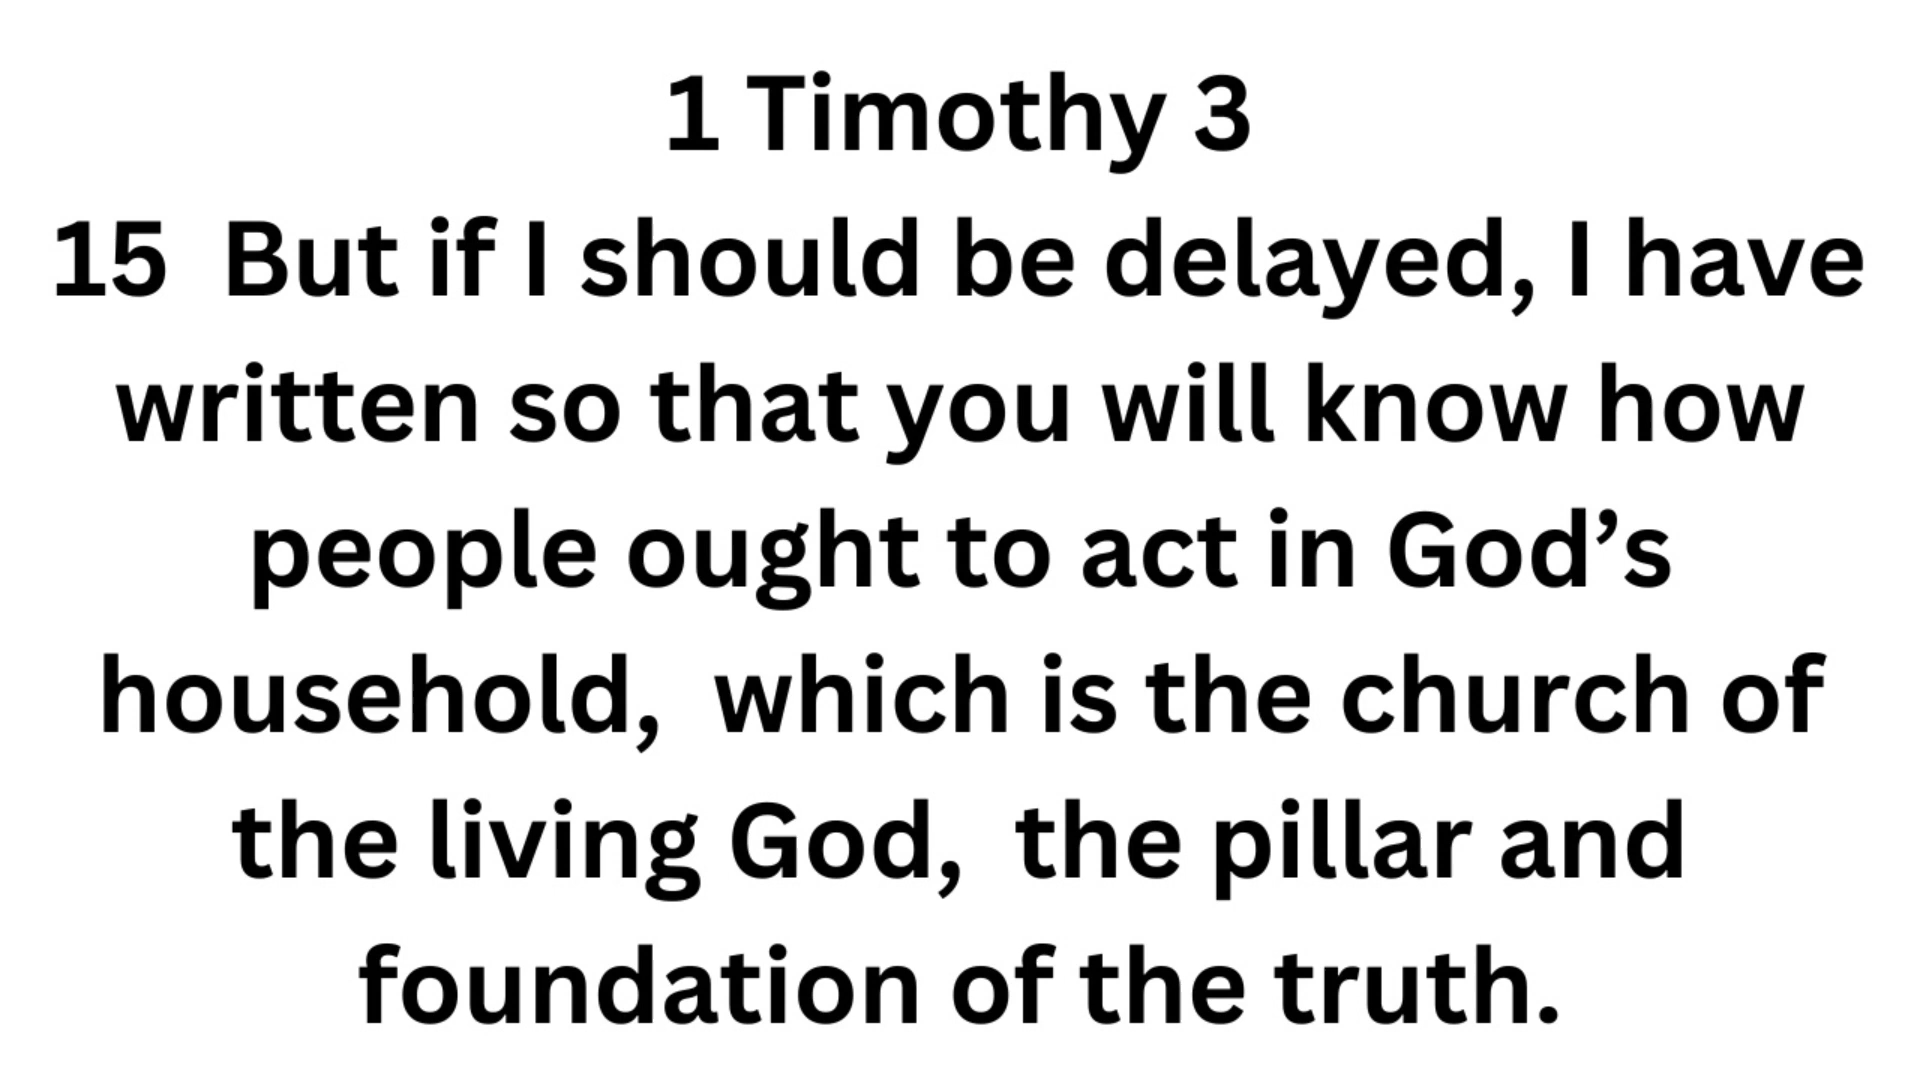 1 Timothy 3
15  But if I should be delayed, I have
written so that you will know how
people ought to act in God’s
household,  which is the church of
the living God,  the pillar and
foundation of the truth.